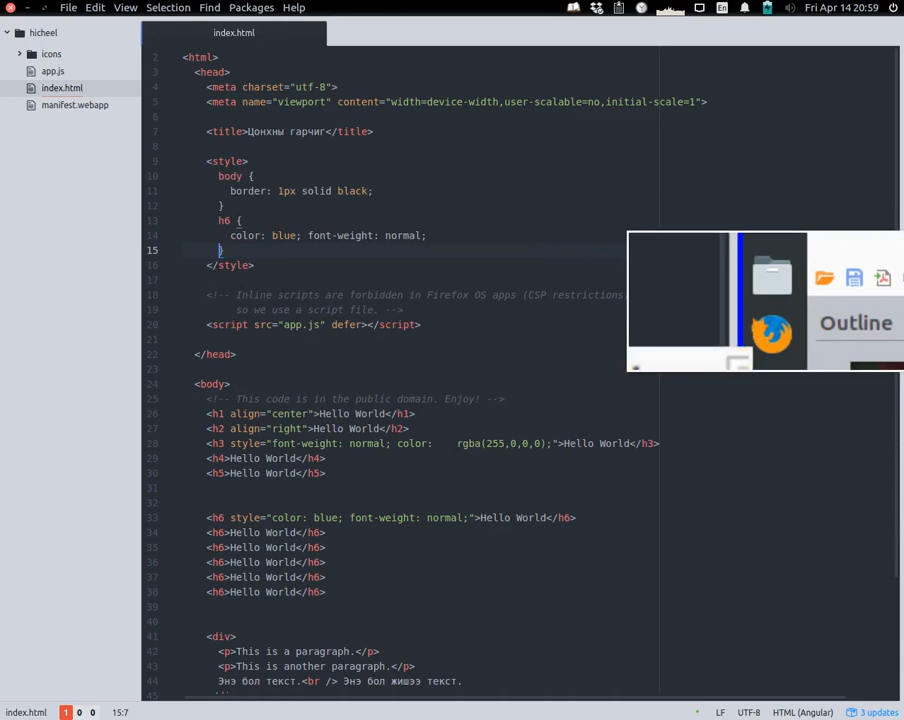 File Edit View Selection Find Packages Help
En
Fri Apr 14 20:59
hicheel
icons
app.js
index.html
manifest.webapp
index.html
2 <html>
3 <head>
4 <meta charset="utf-8">
5 <meta name="viewport" content="width=device-width,user-scalable=no,initial-scale=1">
6
7 <title>Цонхны гарчиг</title>
8
9 <style>
10 body {
11 border: 1px solid black;
12 }
13 h6 {
14 color: blue; font-weight: normal;
15 }
16 </style>
17
18 <!-- Inline scripts are forbidden in Firefox OS apps (CSP restrictions
19 so we use a script file. -->
20 <script src="app.js" defer></script>
21
22 </head>
23
24 <body>
25 <!-- This code is in the public domain. Enjoy! -->
26 <h1 align="center">Hello World</h1>
27 <h2 align="right">Hello World</h2>
28 <h3 style="font-weight: normal; color: rgba(255,0,0,0);">Hello World</h3>
29 <h4>Hello World</h4>
30 <h5>Hello World</h5>
31
32
33 <h6 style="color: blue; font-weight: normal;">Hello World</h6>
34 <h6>Hello World</h6>
35 <h6>Hello World</h6>
36 <h6>Hello World</h6>
37 <h6>Hello World</h6>
38 <h6>Hello World</h6>
39
40
41 <div>
42 <p>This is a paragraph.</p>
43 <p>This is another paragraph.</p>
44 Энэ бол текст.<br /> Энэ бол жишээ текст.
45
Outline
index.html 1 0 0 15:7
LF UTF-8 HTML (Angular) 3 updates